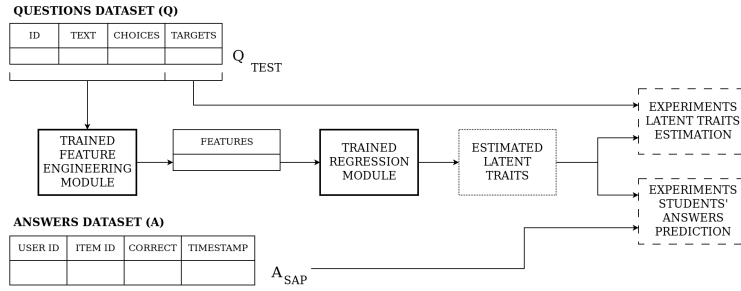 QUESTIONS DATASET (Q)
ID TEXT CHOICES TARGETS
Q TEST
TRAINED
FEATURE
ENGINEERING
MODULE
FEATURES
TRAINED
REGRESSION
MODULE
ESTIMATED
LATENT
TRAITS
EXPERIMENTS
LATENT TRAITS
ESTIMATION
EXPERIMENTS
STUDENTS'
ANSWERS
PREDICTION
ANSWERS DATASET (A)
USER ID ITEM ID CORRECT TIMESTAMP
A SAP